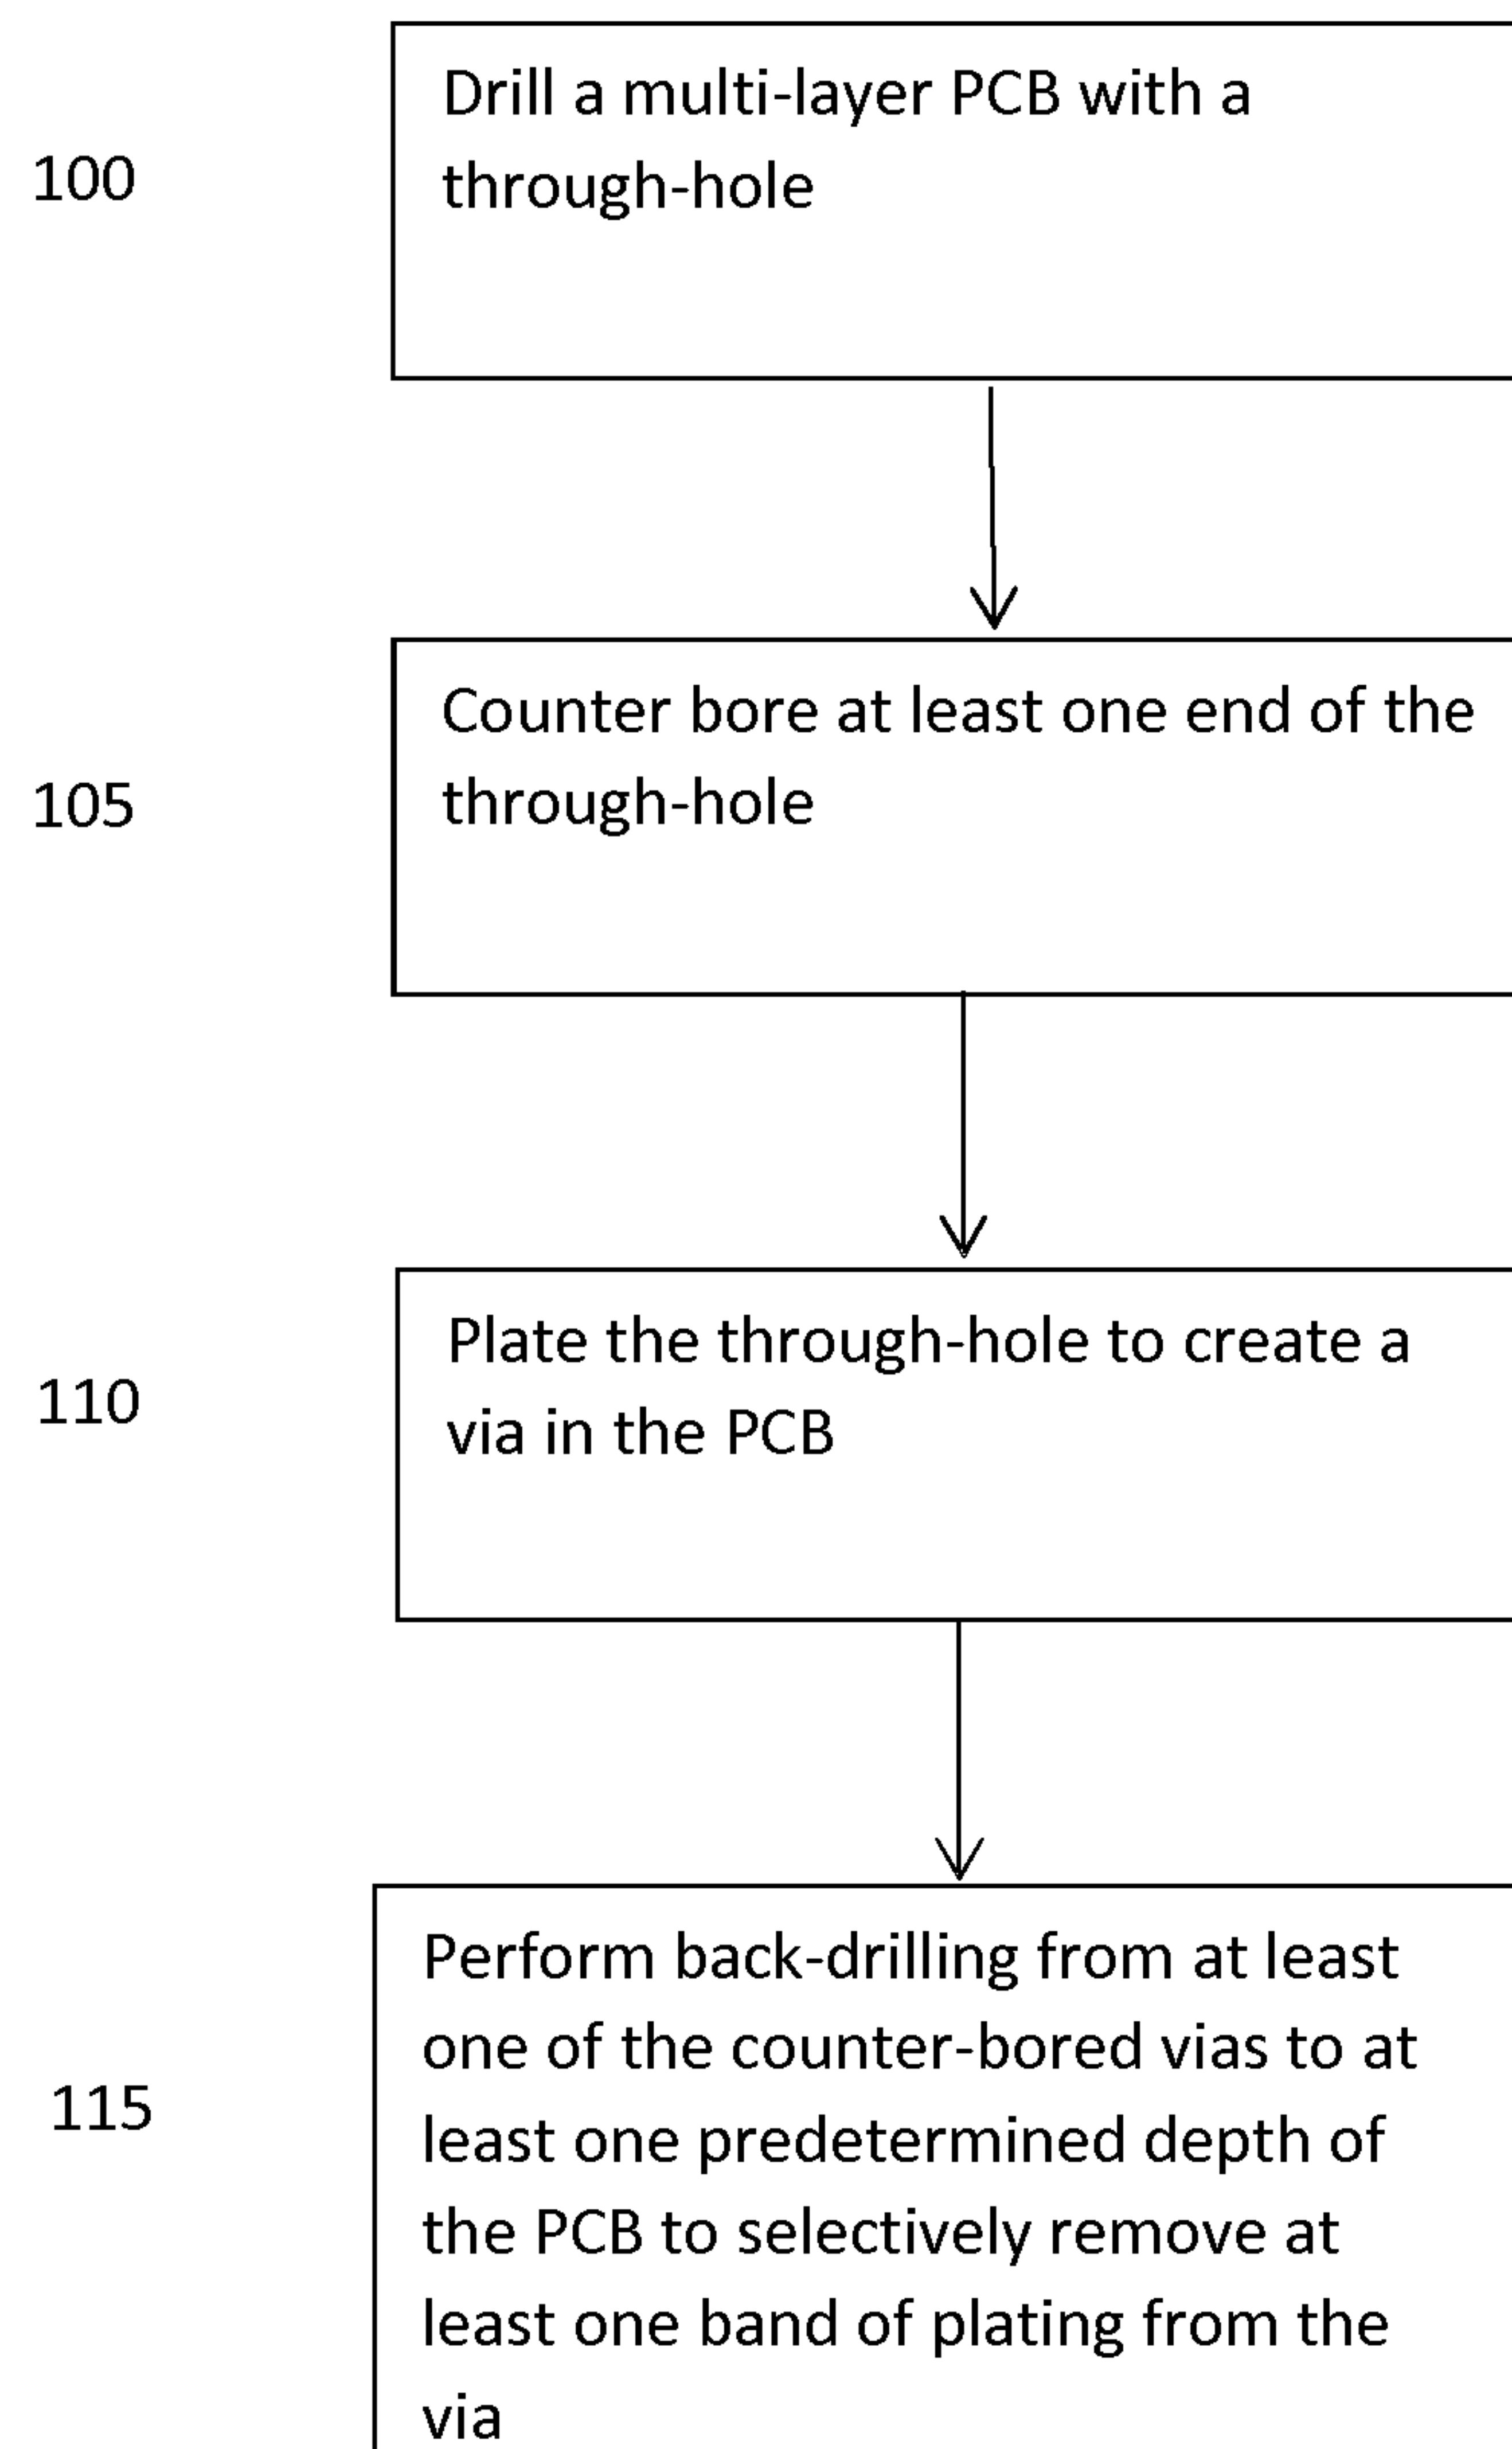 Drill a multi-layer PCB with a
100
through-hole
Counter bore at least one end of the
105
through-hole
Plate the through-hole to create a
110
via in the PCB
Perform back-drilling from at least
one of the counter-bored vias to at
115
least one predetermined depth of
the PCB to selectively remove at
least one band of plating from the
via